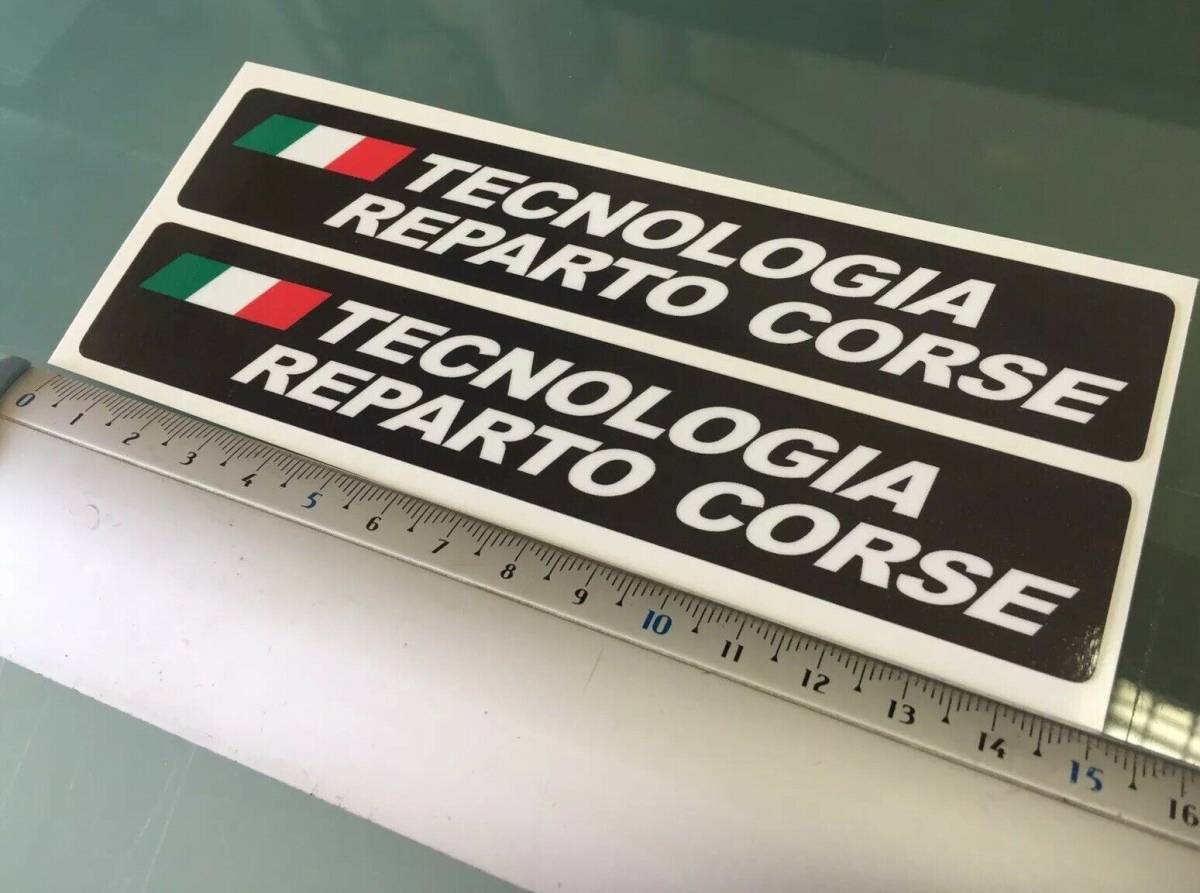 TECNOLOGIA
REPARTO CORSE
TECNOLOGIA
REPARTO CORSE
0 1 2 3 4 5 6 7 8 9 10 11 12 13 14 15 16